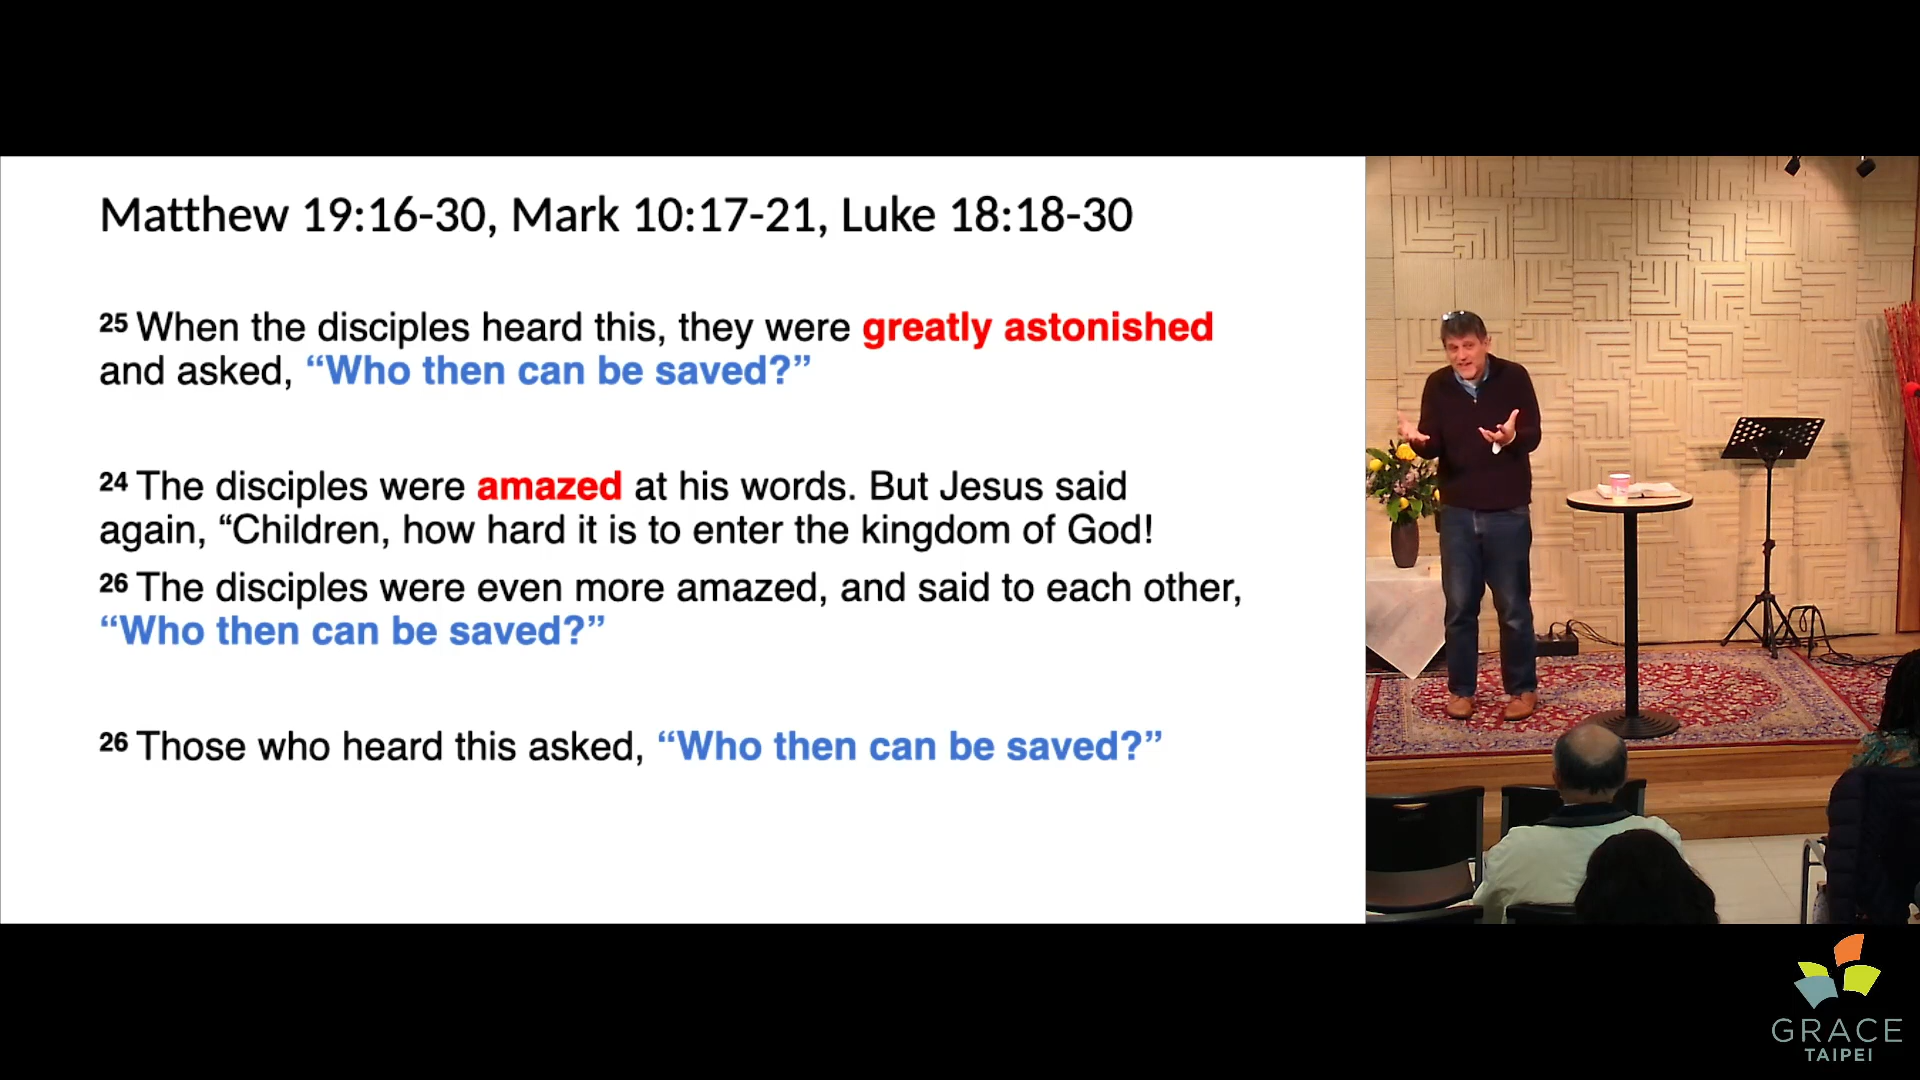 Matthew 19:16-30, Mark 10:17-21, Luke 18:18-30
25 When the disciples heard this, they were greatly astonished
and asked, “Who then can be saved?”
24 The disciples were amazed at his words. But Jesus said
again, “Children, how hard it is to enter the kingdom of God!
26 The disciples were even more amazed, and said to each other,
“Who then can be saved?”
26 Those who heard this asked, “Who then can be saved?”
GRACE
TAIPEI